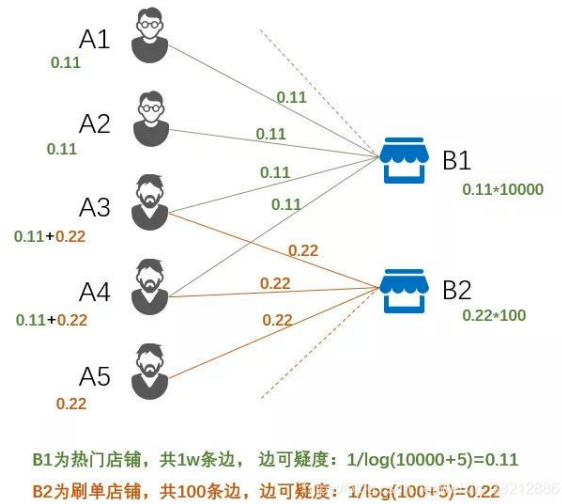 A1
0.11
0.11
A2
0.11
0.11
0.11
B1
0.11*10000
A3
0.11
0.11+0.22
0.22
A4
0.22
B2
0.11+0.22
0.22
0.22*100
A5
0.22
B1为热门店铺，共1w条边， 边可疑度：1/log(10000+5)=0.11
B2为刷单店铺，共100条边，边可疑度：1/log(100+5)=0.22